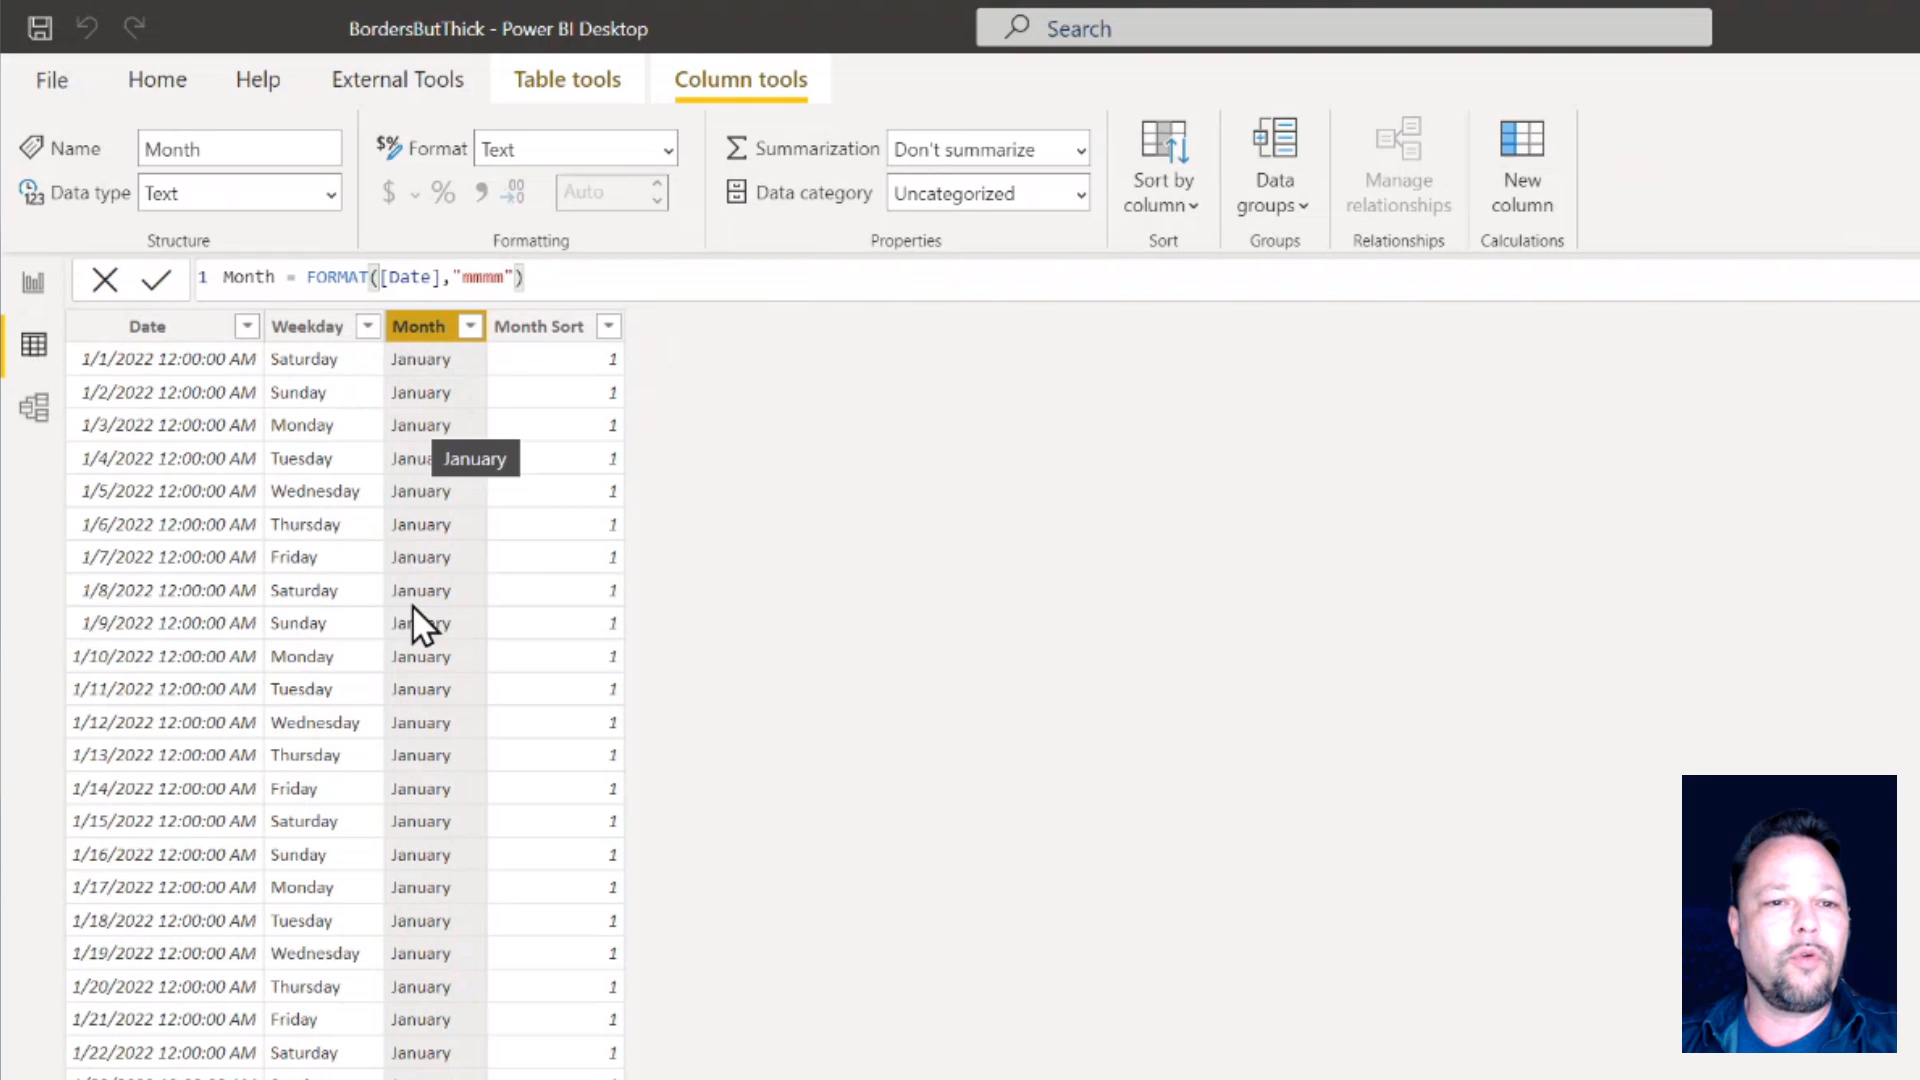 BordersButThick - Power BI Desktop
Search
File Home Help External Tools Table tools Column tools
Name Month
Data type Text
Structure
$% Format Text
$ % 9 .00 Auto
Formatting
Summarization Don't summarize
Data category Uncategorized
Properties
Sort by column
Sort
Data groups
Groups
Manage relationships
Relationships
New column
Calculations
1 Month = FORMAT([Date],"mmmm")
Date Weekday Month Month Sort
1/1/2022 12:00:00 AM Saturday January 1
1/2/2022 12:00:00 AM Sunday January 1
1/3/2022 12:00:00 AM Monday January 1
1/4/2022 12:00:00 AM Tuesday January 1
January
1/5/2022 12:00:00 AM Wednesday January 1
1/6/2022 12:00:00 AM Thursday January 1
1/7/2022 12:00:00 AM Friday January 1
1/8/2022 12:00:00 AM Saturday January 1
1/9/2022 12:00:00 AM Sunday January 1
1/10/2022 12:00:00 AM Monday January 1
1/11/2022 12:00:00 AM Tuesday January 1
1/12/2022 12:00:00 AM Wednesday January 1
1/13/2022 12:00:00 AM Thursday January 1
1/14/2022 12:00:00 AM Friday January 1
1/15/2022 12:00:00 AM Saturday January 1
1/16/2022 12:00:00 AM Sunday January 1
1/17/2022 12:00:00 AM Monday January 1
1/18/2022 12:00:00 AM Tuesday January 1
1/19/2022 12:00:00 AM Wednesday January 1
1/20/2022 12:00:00 AM Thursday January 1
1/21/2022 12:00:00 AM Friday January 1
1/22/2022 12:00:00 AM Saturday January 1